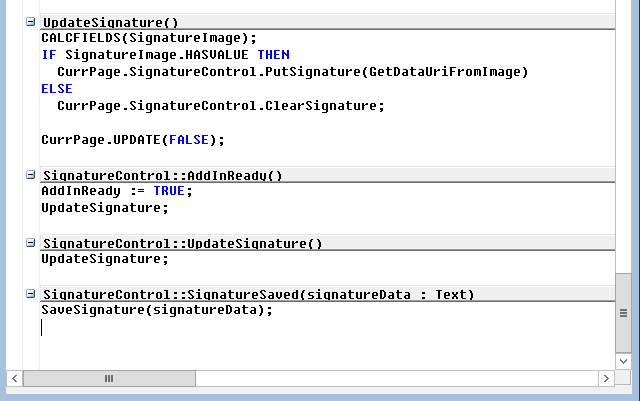 UpdateSignature()
CALCFIELDS(SignatureImage);
IF SignatureImage.HASVALUE THEN
  CurrPage.SignatureControl.PutSignature(GetDataUriFromImage)
ELSE
  CurrPage.SignatureControl.ClearSignature;

CurrPage.UPDATE(FALSE);

SignatureControl::AddInReady()
AddInReady := TRUE;
UpdateSignature;

SignatureControl::UpdateSignature()
UpdateSignature;

SignatureControl::SignatureSaved(signatureData : Text)
SaveSignature(signatureData);